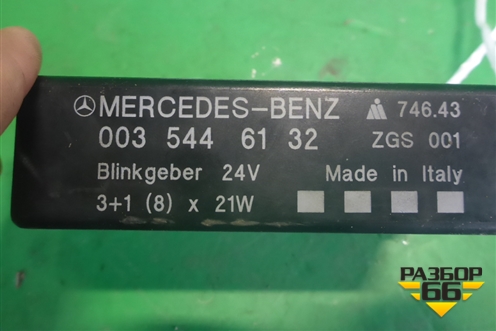 MERCEDES-BENZ 746.43
003 544 61 32 ZGS 001
Blinkgeber 24V Made in Italy
3+1 (8) x 21W
РАЗБОР
66